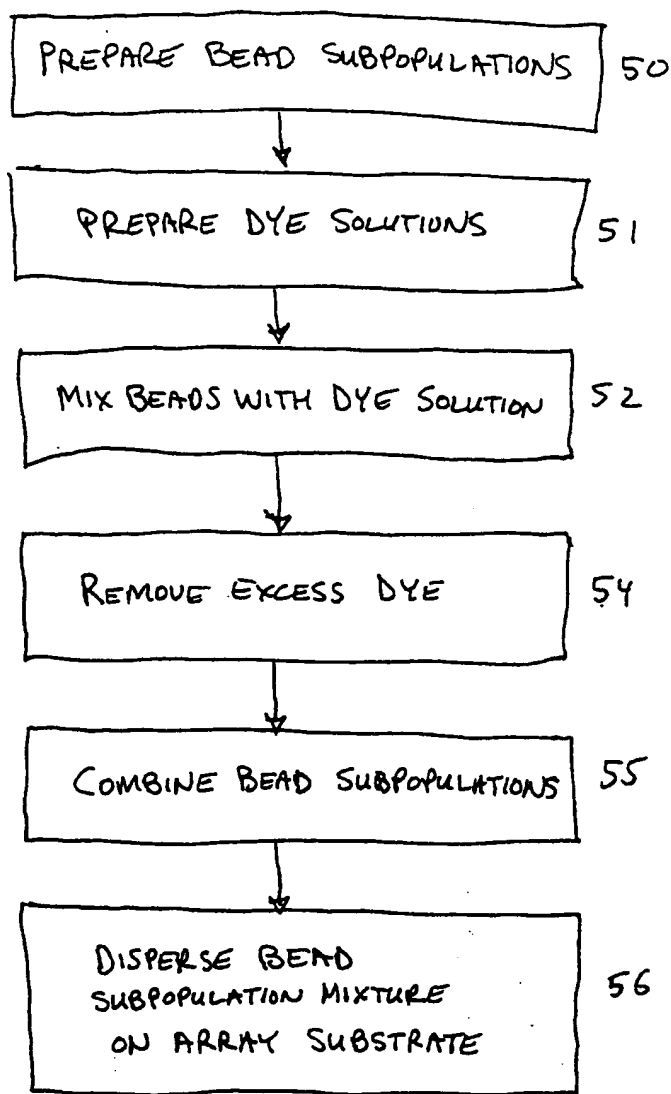 PREPARE BEAD SUBPOPULATIONS 50
PREPARE DYE SOLUTIONS 51
MIX BEADS WITH DYE SOLUTION 52
REMOVE EXCESS DYE 54
COMBINE BEAD SUBPOPULATIONS 55
DISPERSE BEAD
SUBPOPULATION MIXTURE
ON ARRAY SUBSTRATE
56